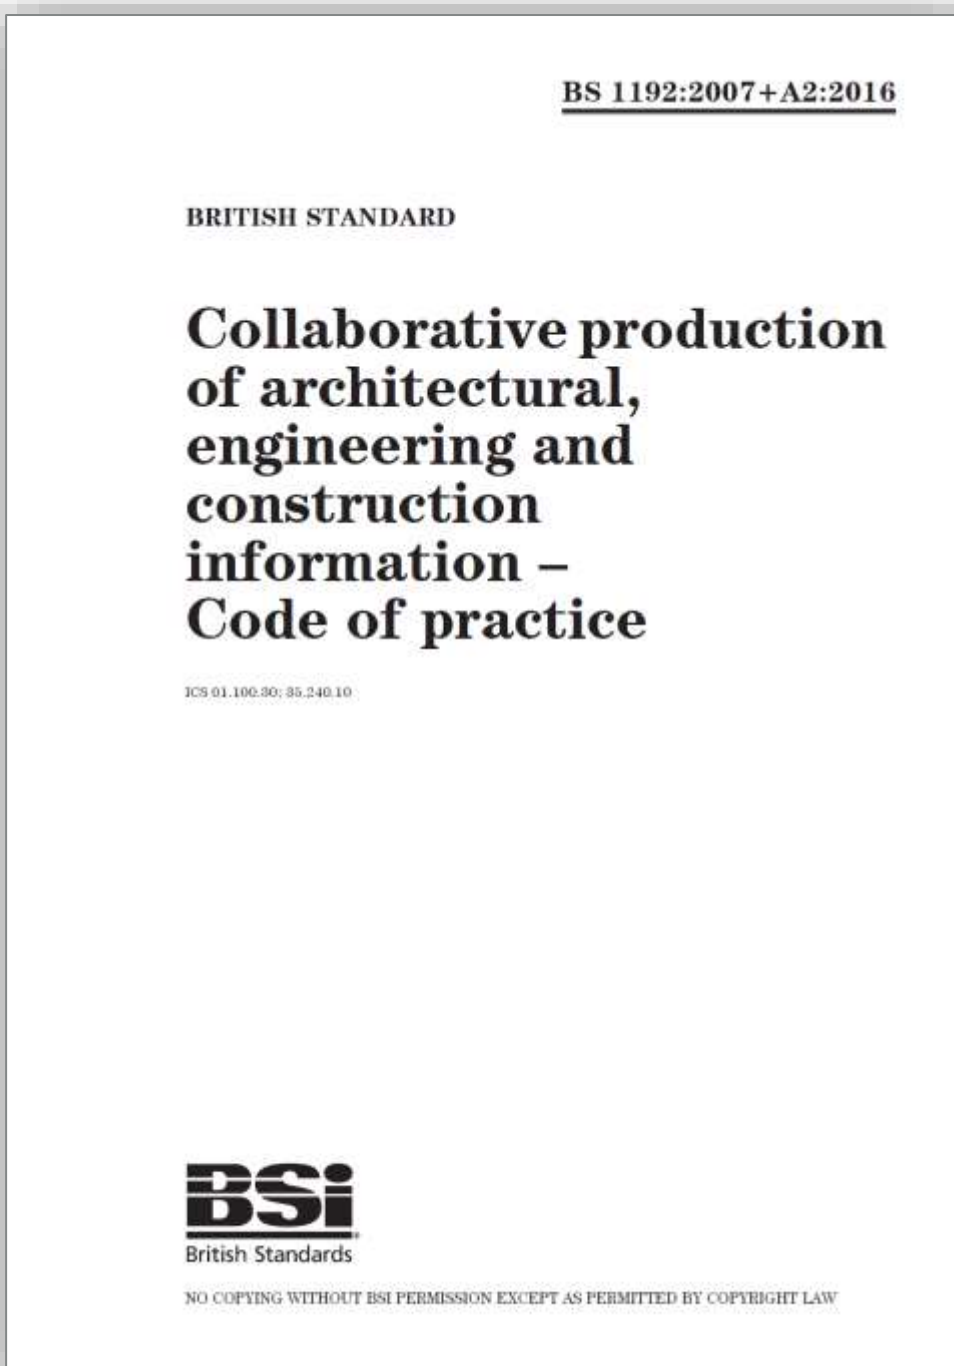 BS 1192:2007+A2:2016
BRITISH STANDARD
Collaborative production
of architectural,
engineering and
construction
information –
Code of practice
ICS 01.100.30; 35.240.10
BSi
British Standards
NO COPYING WITHOUT BSI PERMISSION EXCEPT AS PERMITTED BY COPYRIGHT LAW